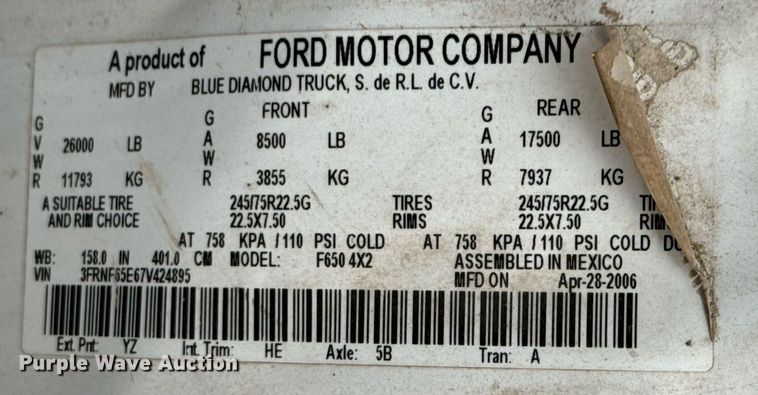 A product of FORD MOTOR COMPANY
MFD BY BLUE DIAMOND TRUCK, S. de R.L. de C.V.
FRONT REAR
G G G
V 26000 LB A 8500 LB A 17500 LB
W W W
R 11793 KG R 3855 KG R 7937 KG
A SUITABLE TIRE 245/75R22.5G TIRES 245/75R22.5G TIRE
AND RIM CHOICE 22.5X7.50 RIMS 22.5X7.50 RIMS
AT 758 KPA / 110 PSI COLD AT 758 KPA / 110 PSI COLD DU
WB: 158.0 IN 401.0 CM MODEL: F650 4X2 ASSEMBLED IN MEXICO
VIN 3FRNF65E67V424895 MFD ON Apr-28-2006
Ext. Pnt: YZ Int. Trim: HE Axle: 5B Tran: A
Purple Wave Auction